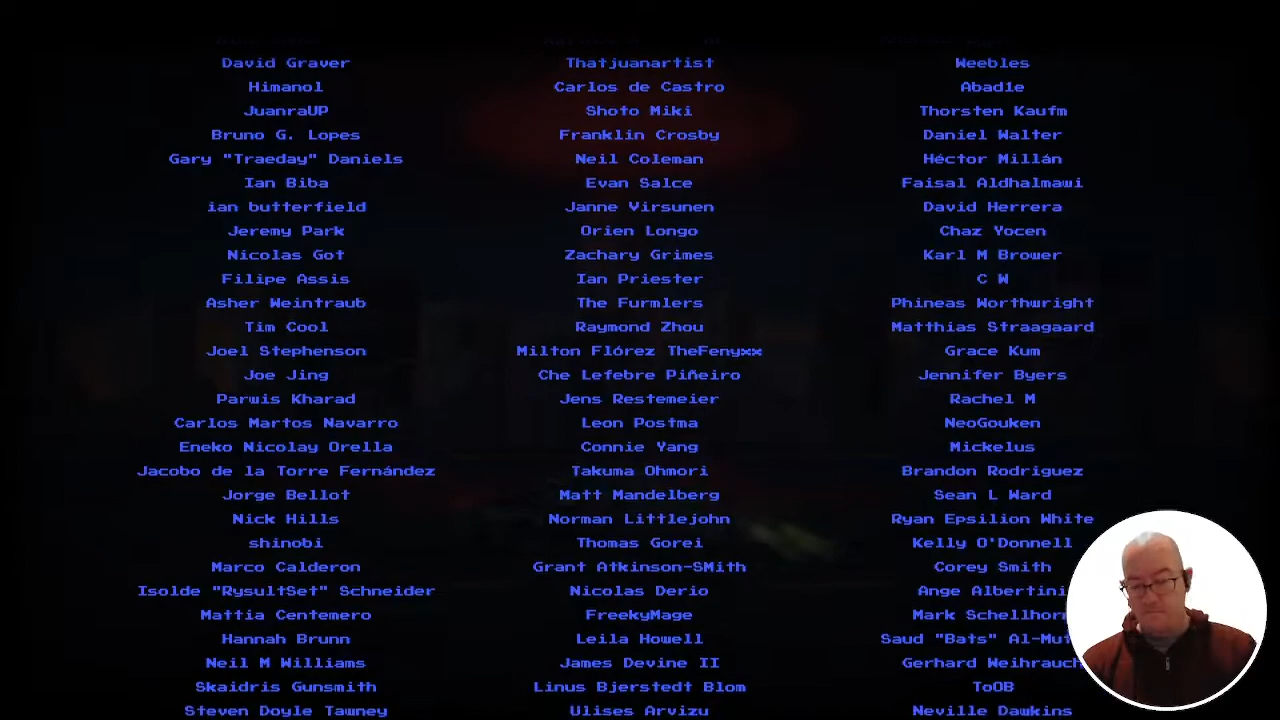 David Graver Thatjuanartist Weebles
Himanol Carlos de Castro Abad1e
JuanraUP Shoto Miki Thorsten Kaufm
Bruno G. Lopes Franklin Crosby Daniel Walter
Gary "Traeday" Daniels Neil Coleman Héctor Millán
Ian Biba Evan Salce Faisal Aldhalmawi
ian butterfield Janne Virsunen David Herrera
Jeremy Park Orien Longo Chaz Yocen
Nicolas Got Zachary Grimes Karl M Brower
Filipe Assis Ian Priester C W
Asher Weintraub The Furmlers Phineas Worthwright
Tim Cool Raymond Zhou Matthias Straagaard
Joel Stephenson Milton Flórez TheFenyxx Grace Kum
Joe Jing Che Lefebre Piñeiro Jennifer Byers
Parwis Kharad Jens Restemeier Rachel M
Carlos Martos Navarro Leon Postma NeoGouken
Eneko Nicolay Orella Connie Yang Mickelus
Jacobo de la Torre Fernández Takuma Ohmori Brandon Rodriguez
Jorge Bellot Matt Mandelberg Sean L Ward
Nick Hills Norman Littlejohn Ryan Epsilion White
shinobi Thomas Gorei Kelly O'Donnell
Marco Calderon Grant Atkinson-SMith Corey Smith
Isolde "RysultSet" Schneider Nicolas Derio Ange Albertini
Mattia Centemero FreekyMage Mark
Hannah Brunn Leila Howell Saud "Bats"
Neil M Williams James Devine II Gerhard Weihrauch
Skaidris Gunsmith Linus Bjerstedt Blom ToOB
Steven Doyle Tawney Ulises Arvizu Neville Dawkins